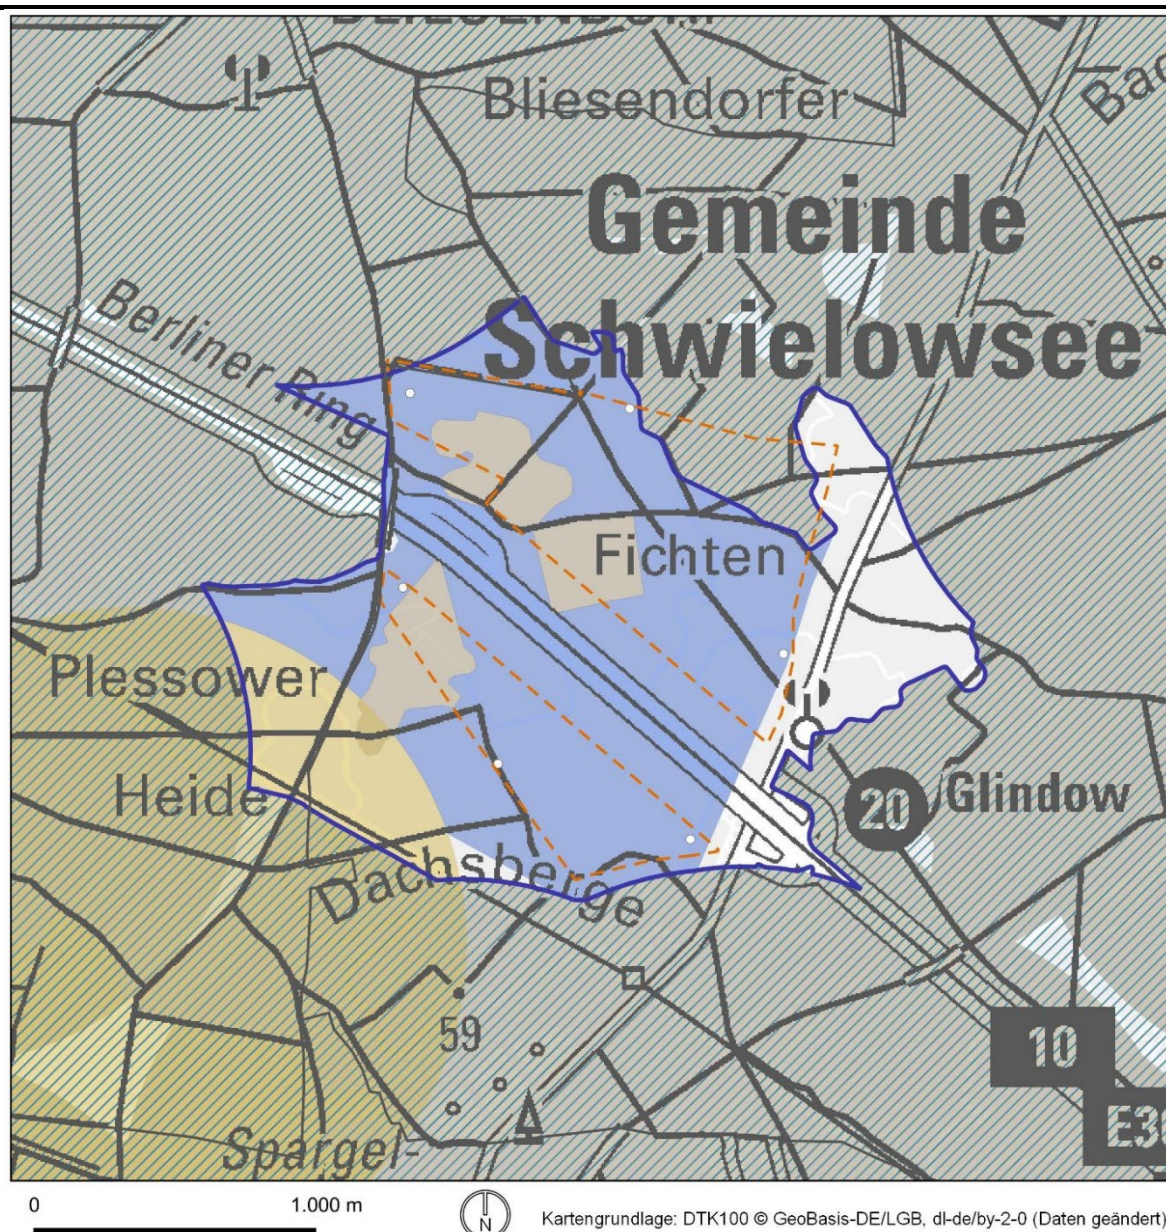 Bliesendorfer
Gemeinde
Schwielowsee
Berliner Ring
Fichten
Plessower
Heide
Dachsberge
20
Glindow
59
10
Spargel-
0
1.000 m
N
Kartengrundlage: DTK100 © GeoBasis-DE/LGB, dl-de/by-2-0 (Daten geändert)